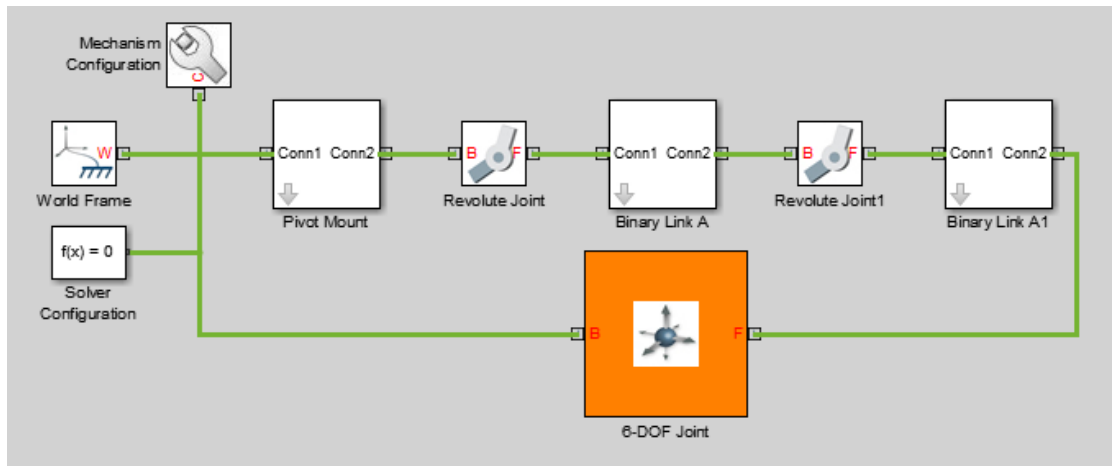 Mechanism
Configuration
C
W
World Frame
Conn1 Conn2
Pivot Mount
B F
Revolute Joint
Conn1 Conn2
Binary Link A
B F
Revolute Joint1
Conn1 Conn2
Binary Link A1
f(x) = 0
Solver
Configuration
B F
6-DOF Joint